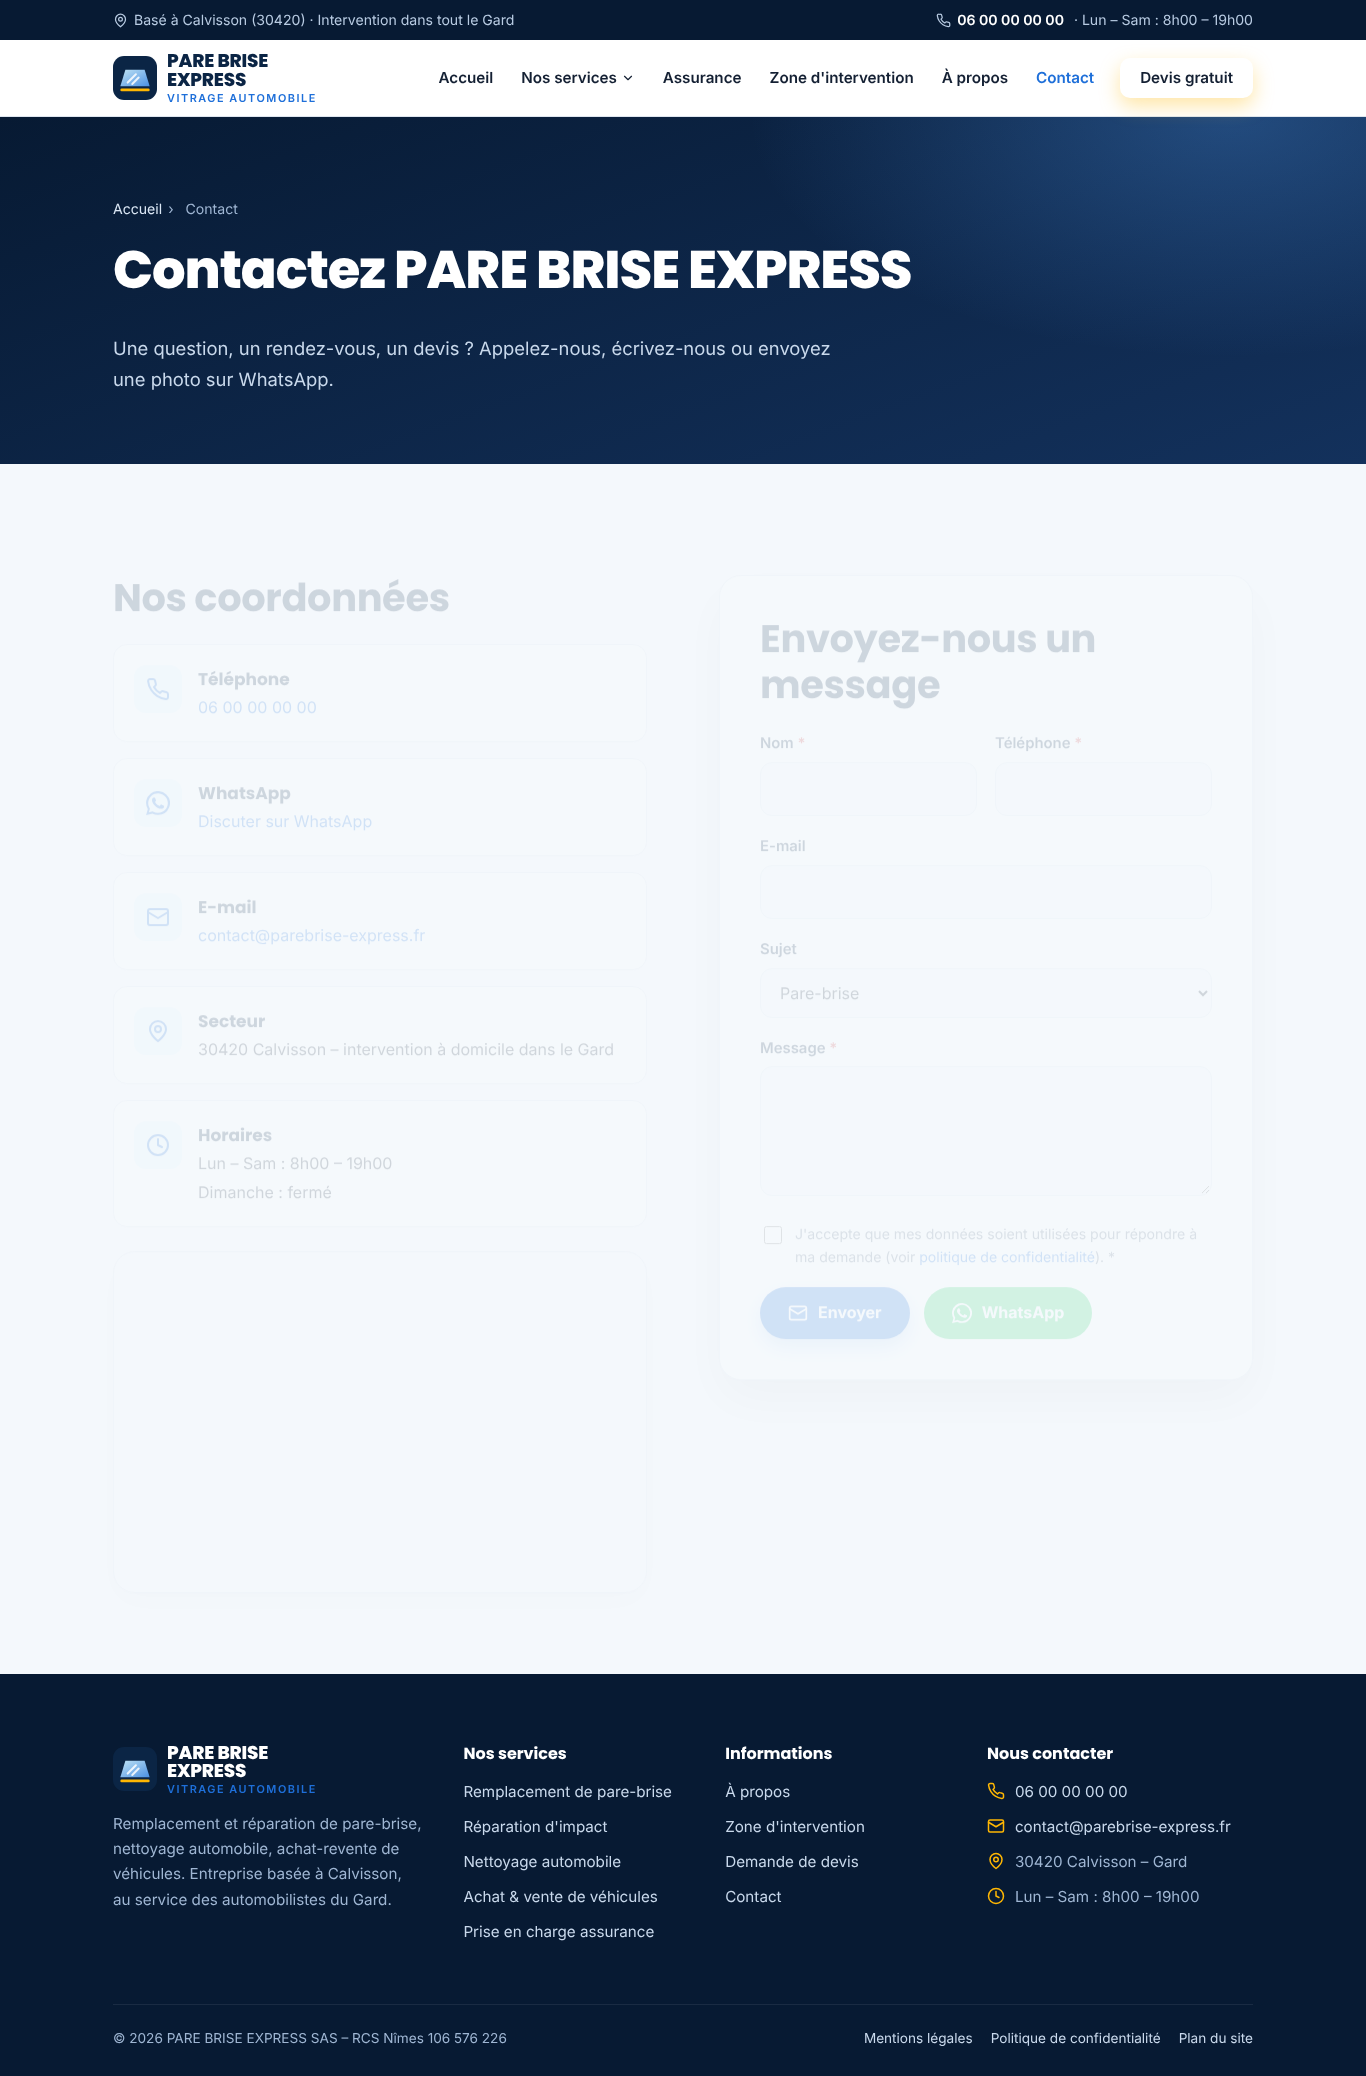 Basé à Calvisson (30420) · Intervention dans tout le Gard
06 00 00 00 00 · Lun – Sam : 8h00 – 19h00
PARE BRISE
EXPRESS
VITRAGE AUTOMOBILE
Accueil
Nos services
Assurance
Zone d'intervention
À propos
Contact
Devis gratuit
Accueil › Contact
Contactez PARE BRISE EXPRESS
Une question, un rendez-vous, un devis ? Appelez-nous, écrivez-nous ou envoyez
une photo sur WhatsApp.
Nos coordonnées
Téléphone
06 00 00 00 00
WhatsApp
Discuter sur WhatsApp
E-mail
contact@parebrise-express.fr
Secteur
30420 Calvisson – intervention à domicile dans le Gard
Horaires
Lun – Sam : 8h00 – 19h00
Dimanche : fermé
Envoyez-nous un
message
Nom *
Téléphone *
E-mail
Sujet
Pare-brise
Message *
J'accepte que mes données soient utilisées pour répondre à
ma demande (voir politique de confidentialité). *
Envoyer
WhatsApp
PARE BRISE
EXPRESS
VITRAGE AUTOMOBILE
Remplacement et réparation de pare-brise,
nettoyage automobile, achat-revente de
véhicules. Entreprise basée à Calvisson,
au service des automobilistes du Gard.
Nos services
Remplacement de pare-brise
Réparation d'impact
Nettoyage automobile
Achat & vente de véhicules
Prise en charge assurance
Informations
À propos
Zone d'intervention
Demande de devis
Contact
Nous contacter
06 00 00 00 00
contact@parebrise-express.fr
30420 Calvisson – Gard
Lun – Sam : 8h00 – 19h00
© 2026 PARE BRISE EXPRESS SAS – RCS Nîmes 106 576 226
Mentions légales
Politique de confidentialité
Plan du site